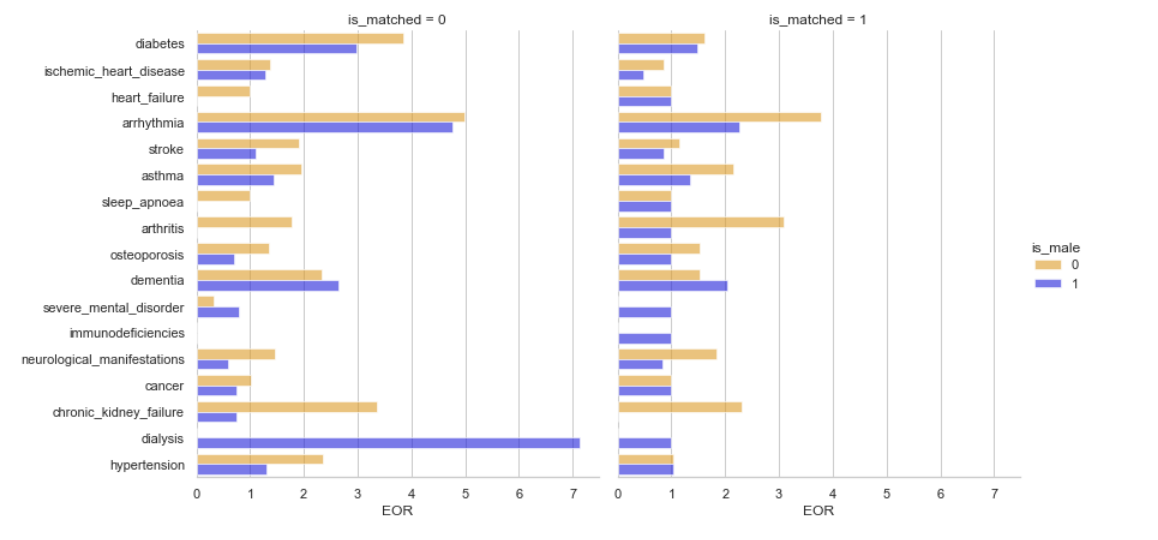 is_matched = 0
is_matched = 1
diabetes
ischemic_heart_disease
heart_failure
arrhythmia
stroke
asthma
sleep_apnoea
arthritis
osteoporosis
dementia
severe_mental_disorder
immunodeficiencies
neurological_manifestations
cancer
chronic_kidney_failure
dialysis
hypertension
0 1 2 3 4 5 6 7
EOR
0 1 2 3 4 5 6 7
EOR
is_male
0
1